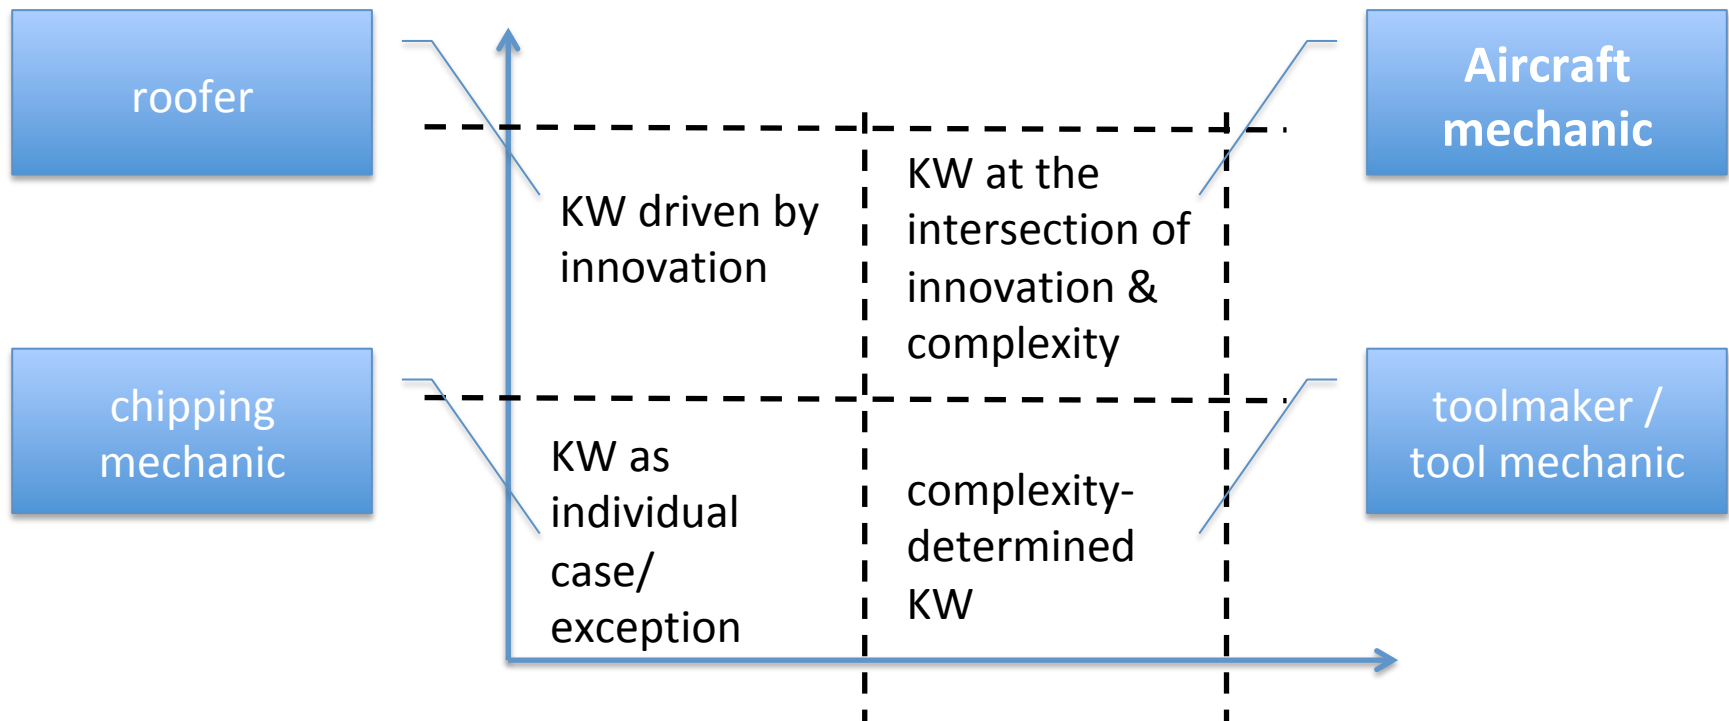 roofer
KW driven by
innovation
KW at the
intersection of
innovation &
complexity
Aircraft
mechanic
chipping
mechanic
KW as
individual
case/
exception
complexity-
determined
KW
toolmaker /
tool mechanic